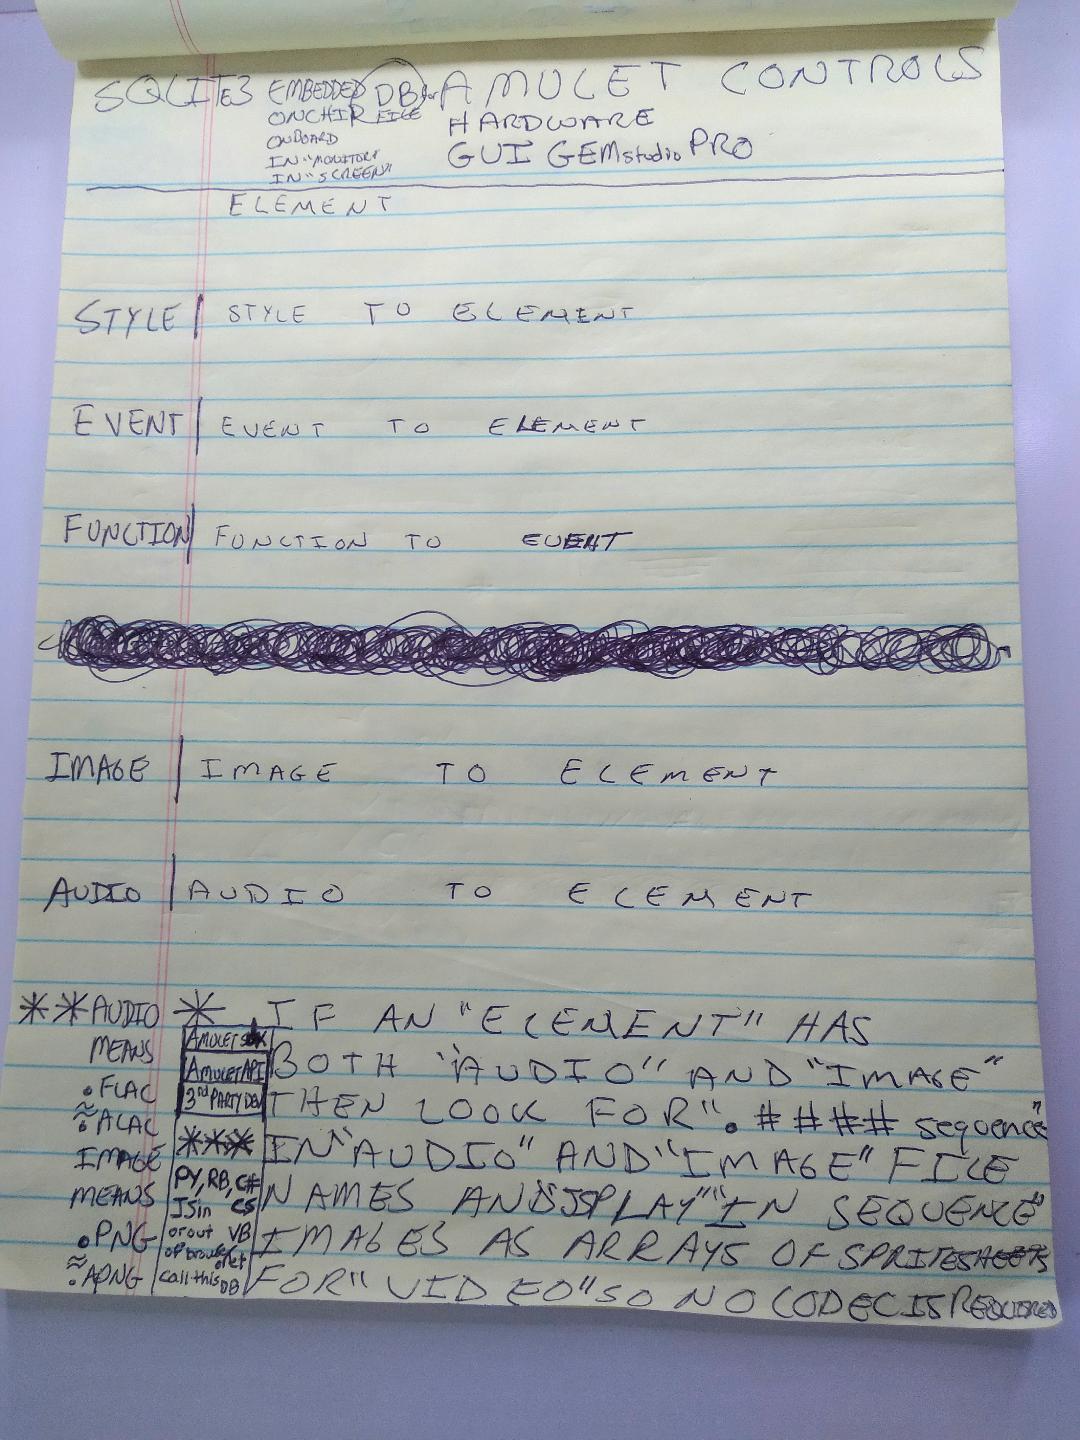 SQLITE3 EMBEDDED DB for AMULET CONTROLS
ONCHIP FILE HARDWARE
ONBOARD
IN "MONITOR" GUI GEMstudio PRO
IN "SCREEN"
ELEMENT
STYLE | STYLE TO ELEMENT
EVENT | EVENT TO ELEMENT
FUNCTION | FUNCTION TO EVENT
IMAGE | IMAGE TO ELEMENT
AUDIO | AUDIO TO ELEMENT
** AUDIO
MEANS
.FLAC
≈ .ALAC
IMAGE
MEANS
.PNG
≈ .APNG
*
AMULET SDK
AMULET API
3rd PARTY DEV
***
PY, RB, C#
JS in CS
or out VB
of browser .Net
call this DB
IF AN "ELEMENT" HAS
BOTH "AUDIO" AND "IMAGE"
THEN LOOK FOR ".#### sequence"
IN "AUDIO" AND "IMAGE" FILE
NAMES AND "DISPLAY" "IN SEQUENCE"
IMAGES AS ARRAYS OF SPRITESHEETS
FOR "VIDEO" SO NO CODEC IS REQUIRED